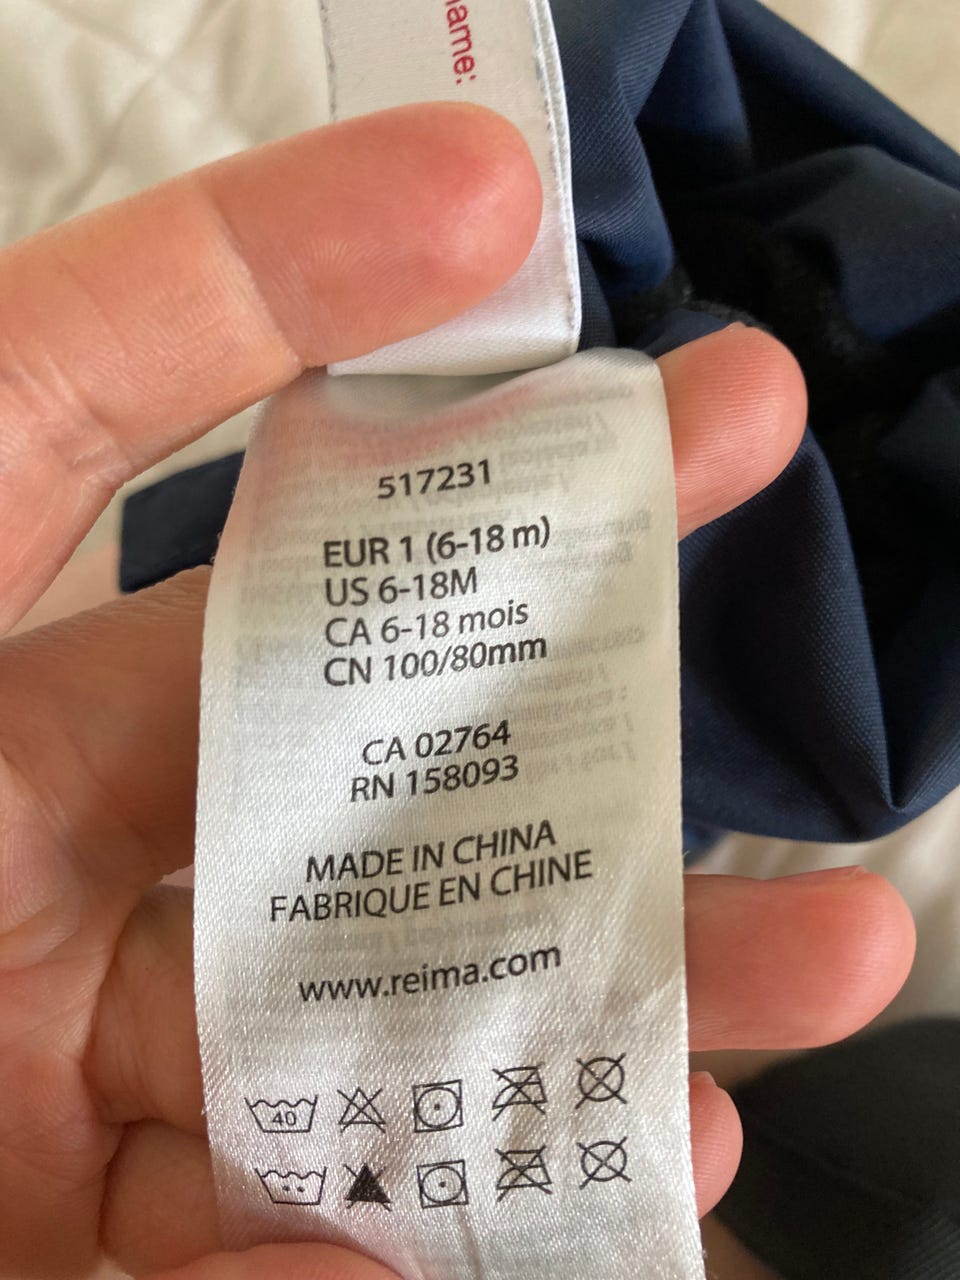 name:
517231
EUR 1 (6-18 m)
US 6-18M
CA 6-18 mois
CN 100/80mm
CA 02764
RN 158093
MADE IN CHINA
FABRIQUE EN CHINE
www.reima.com
40